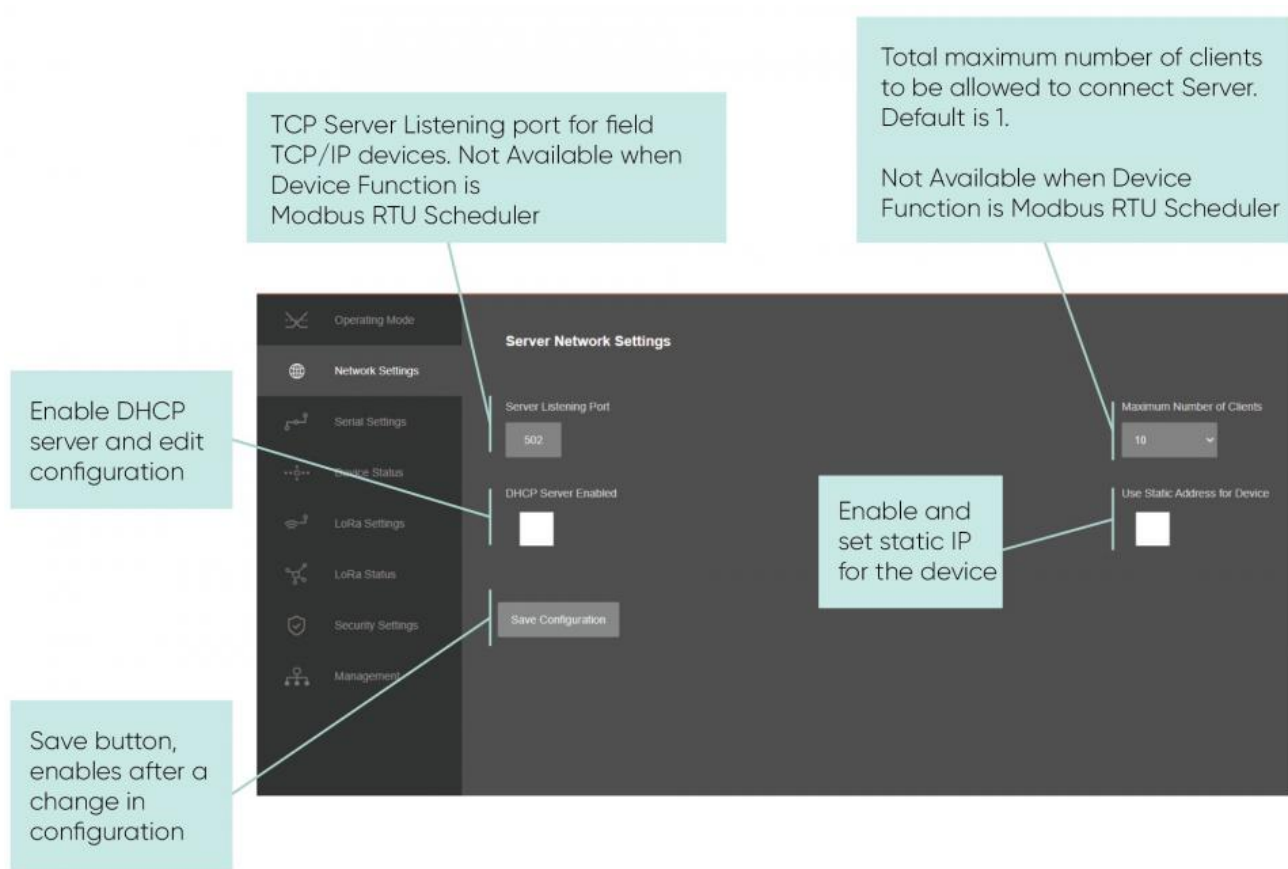 Total maximum number of clients
to be allowed to connect Server.
Default is 1.
Not Available when Device
Function is Modbus RTU Scheduler
TCP Server Listening port for field
TCP/IP devices. Not Available when
Device Function is
Modbus RTU Scheduler
Operating Mode
Network Settings
Serial Settings
Device Status
LoRa Settings
LoRa Status
Security Settings
Management
Server Network Settings
Server Listening Port
502
Maximum Number of Clients
10
DHCP Server Enabled
Use Static Address for Device
Save Configuration
Enable DHCP
server and edit
configuration
Enable and
set static IP
for the device
Save button,
enables after a
change in
configuration